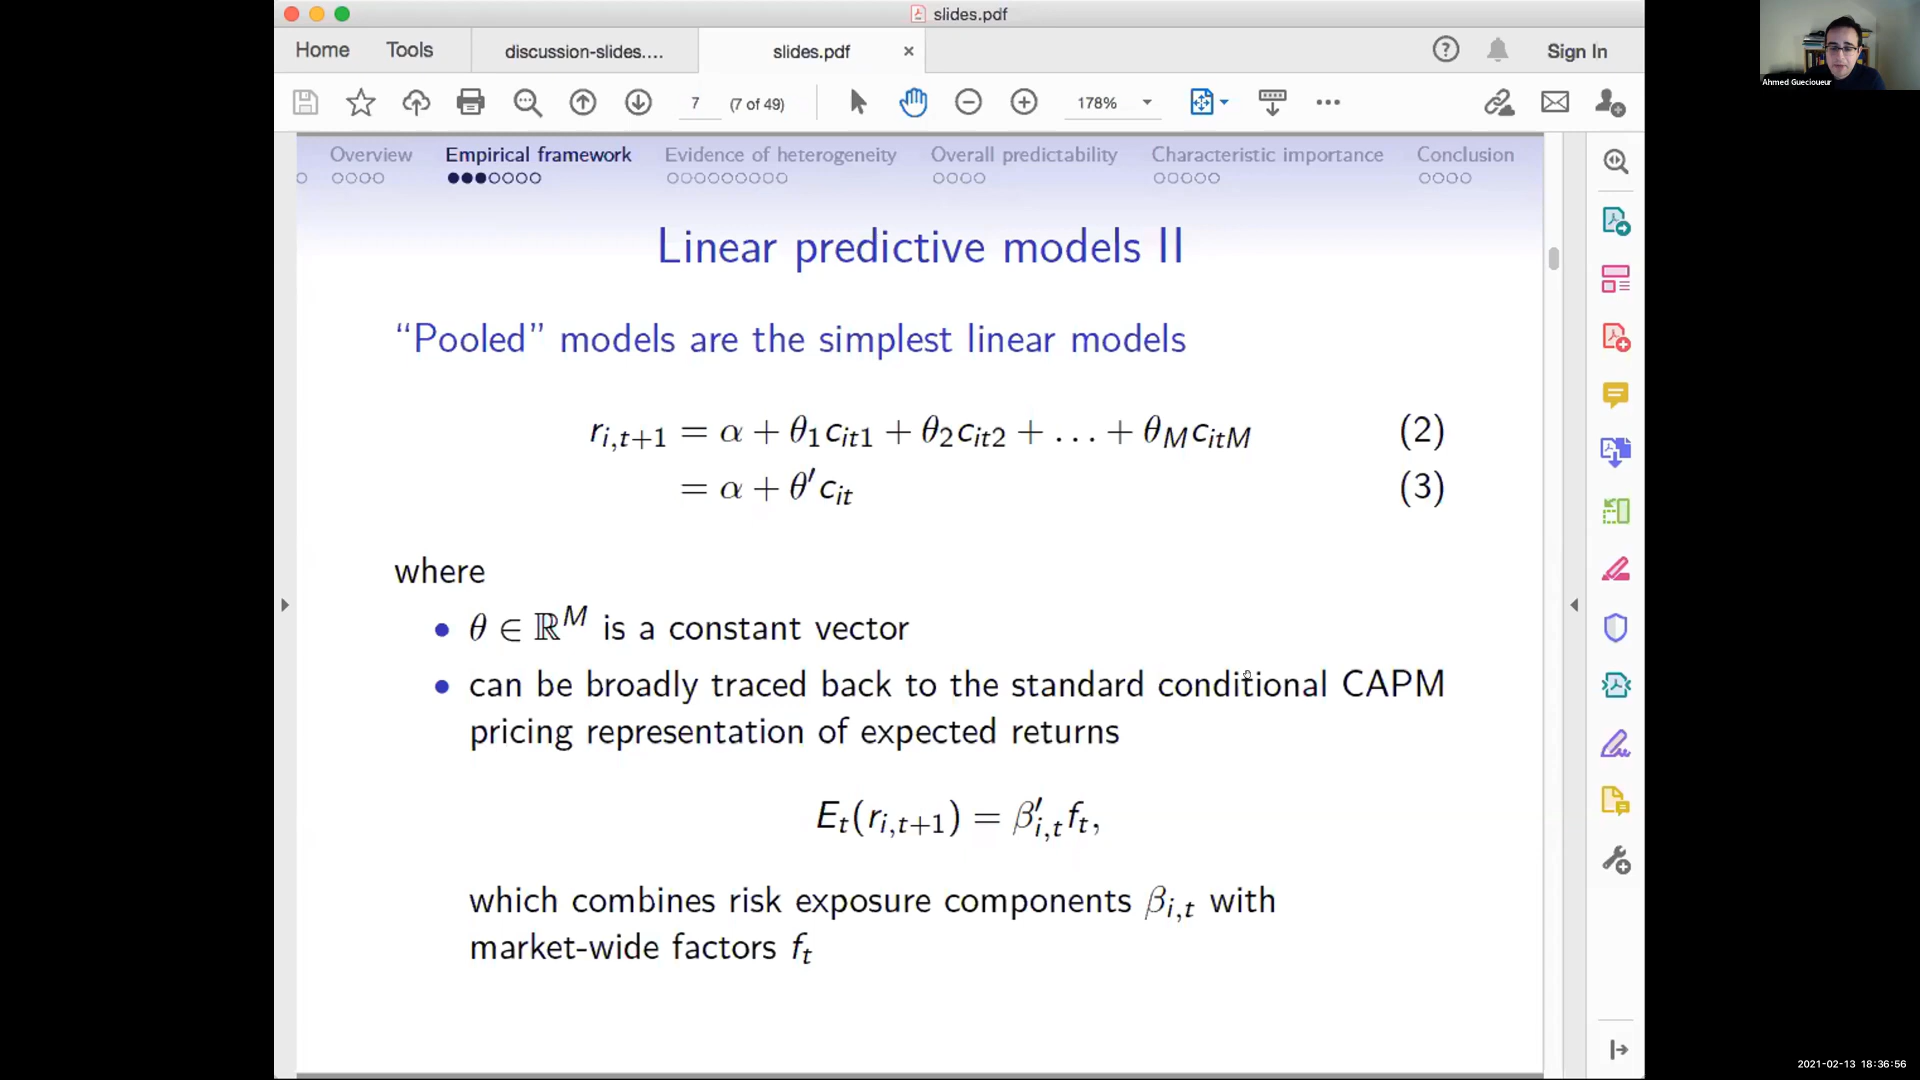 slides.pdf
Home Tools discussion-slides.... slides.pdf × Sign In
7 (7 of 49) 178%
Ahmed Guecioueur
Overview Empirical framework Evidence of heterogeneity Overall predictability Characteristic importance Conclusion
Linear predictive models II
“Pooled” models are the simplest linear models
r_{i,t+1} = α + θ_1 c_{it1} + θ_2 c_{it2} + … + θ_M c_{itM} (2)
= α + θ′c_{it} (3)
where
• θ ∈ ℝ^M is a constant vector
• can be broadly traced back to the standard conditional CAPM
pricing representation of expected returns
E_t(r_{i,t+1}) = β′_{i,t} f_t,
which combines risk exposure components β_{i,t} with
market-wide factors f_t
2021-02-13 18:36:56